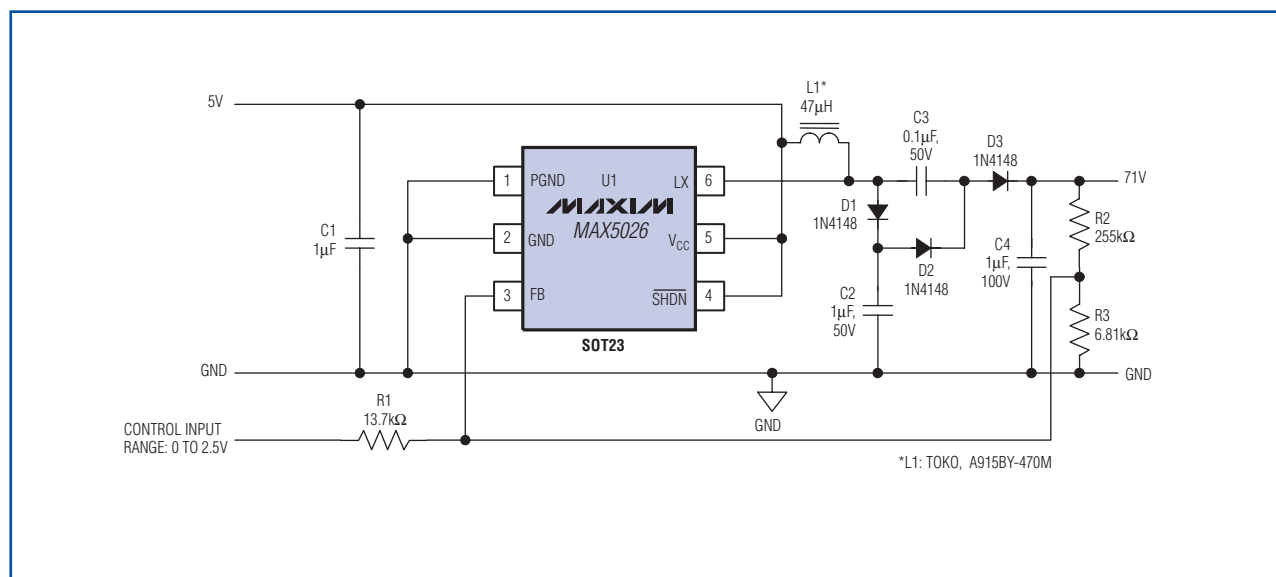 5V
L1*
47µH
C3
0.1µF,
50V
D3
1N4148
71V
1
PGND
U1
LX
6
MAXIM
MAX5026
D1
1N4148
R2
255kΩ
C1
1µF
2
GND
VCC
5
D2
1N4148
C4
1µF,
100V
3
FB
SHDN
4
C2
1µF,
50V
R3
6.81kΩ
SOT23
GND
GND
R1
13.7kΩ
GND
CONTROL INPUT
RANGE: 0 TO 2.5V
*L1: TOKO, A915BY-470M